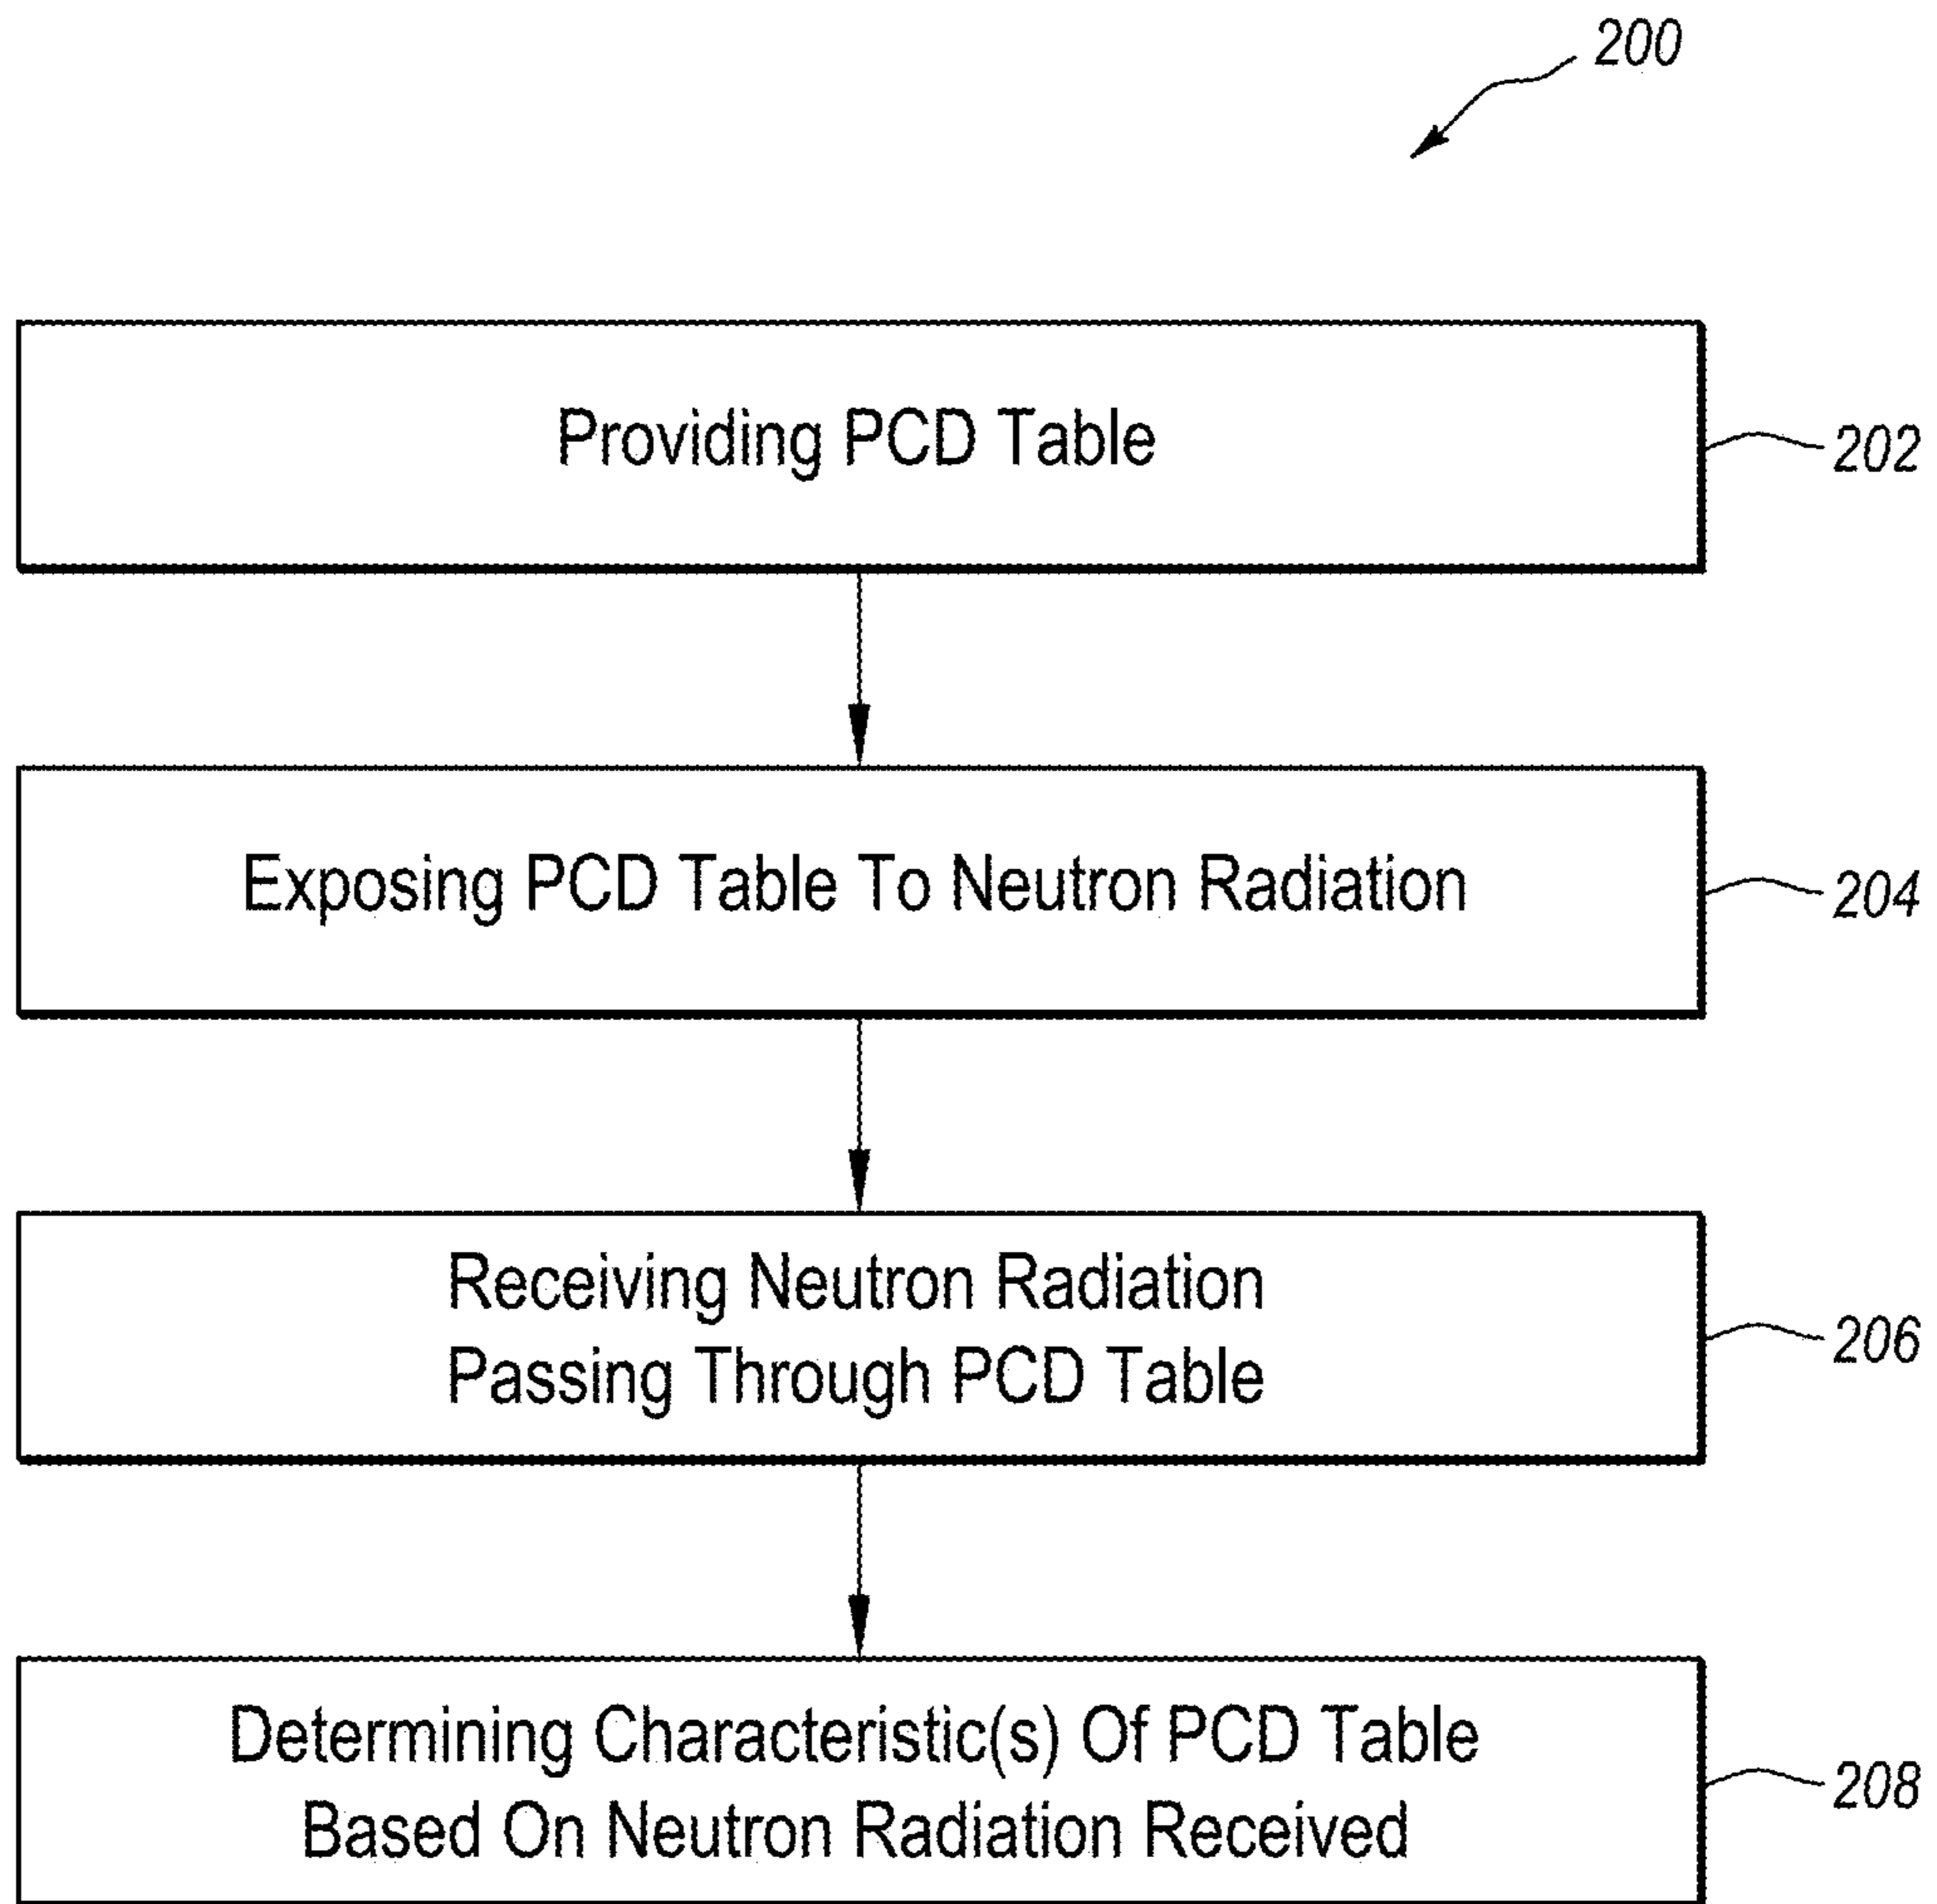 200
Providing PCD Table
202
Exposing PCD Table To Neutron Radiation
204
Receiving Neutron Radiation
Passing Through PCD Table
206
Determining Characteristic(s) Of PCD Table
Based On Neutron Radiation Received
208